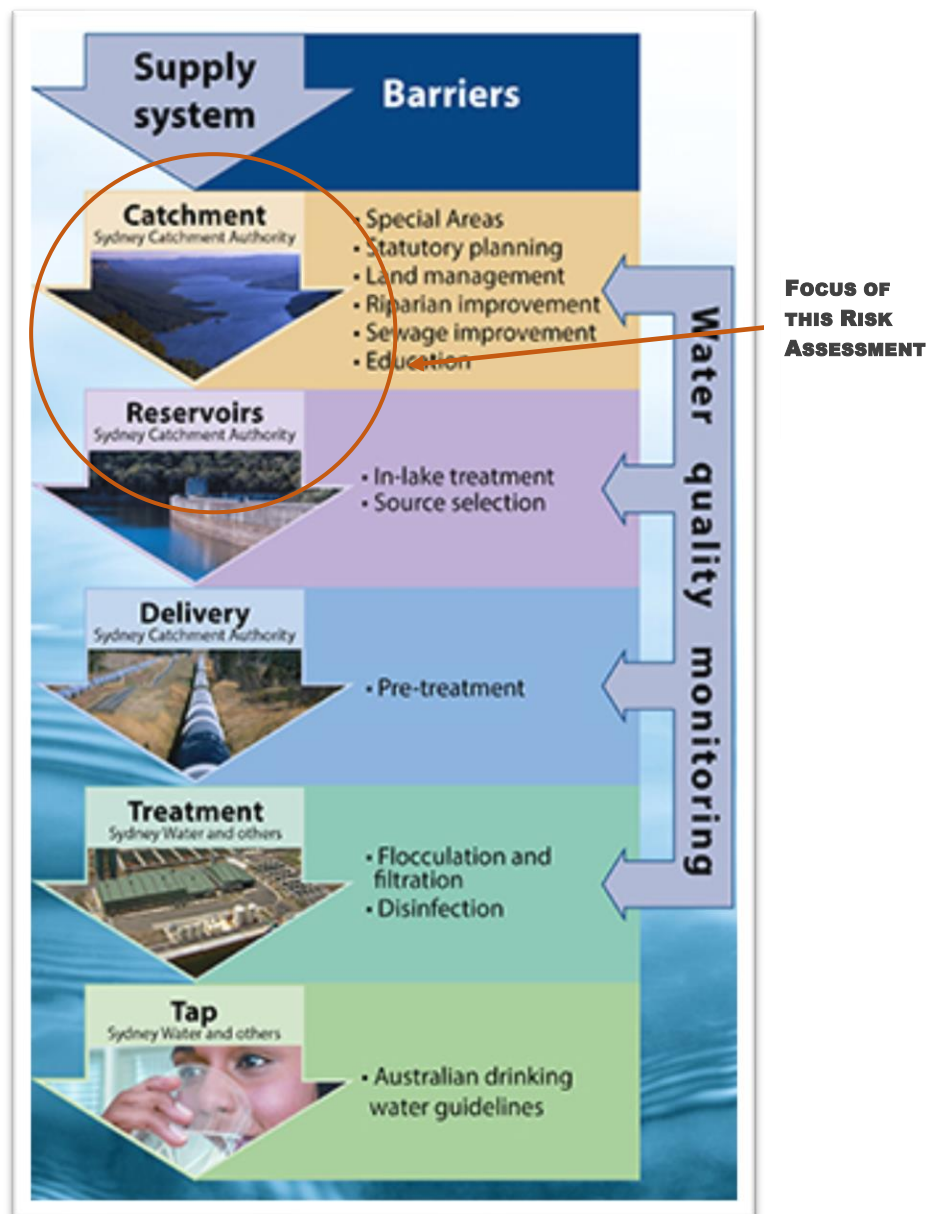 Supply
system
Barriers
Catchment
Sydney Catchment Authority
• Special Areas
• Statutory planning
• Land management
• Riparian improvement
• Sewage improvement
• Education
Reservoirs
Sydney Catchment Authority
• In-lake treatment
• Source selection
Delivery
Sydney Catchment Authority
• Pre-treatment
Treatment
Sydney Water and others
• Flocculation and
filtration
• Disinfection
Tap
Sydney Water and others
• Australian drinking
water guidelines
Water quality monitoring
FOCUS OF
THIS RISK
ASSESSMENT